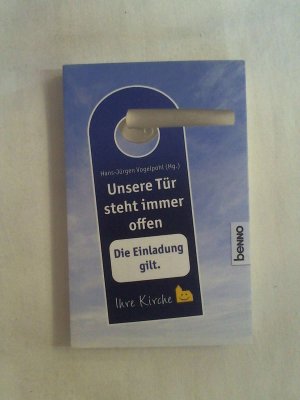 Hans-Jürgen Vogelpohl (Hg.)
Unsere Tür
steht immer
offen
Die Einladung
gilt.
Ihre Kirche
benno